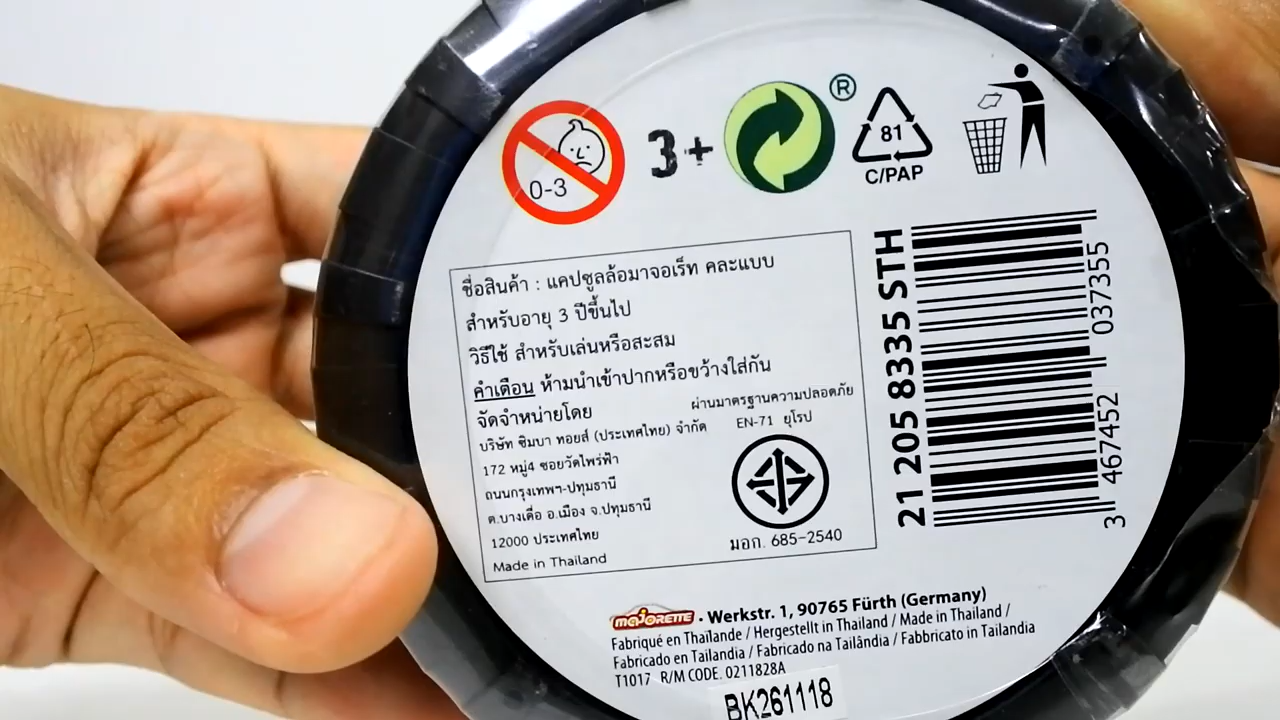 0-3
3+
®
81
C/PAP
ชื่อสินค้า : แคปซูลล้อมาจอเร็ท คละแบบ
สำหรับอายุ 3 ปีขึ้นไป
วิธีใช้ สำหรับเล่นหรือสะสม
คำเตือน ห้ามนำเข้าปากหรือขว้างใส่กัน
จัดจำหน่ายโดย
บริษัท ซิมบา ทอยส์ (ประเทศไทย) จำกัด
172 หมู่4 ซอยวัดไพร่ฟ้า
ถนนกรุงเทพฯ-ปทุมธานี
ต.บางเดื่อ อ.เมือง จ.ปทุมธานี
12000 ประเทศไทย
Made in Thailand
ผ่านมาตรฐานความปลอดภัย
EN-71 ยุโรป
มอก. 685-2540
21 205 8335 STH
3 467452 037355
majorette - Werkstr. 1, 90765 Fürth (Germany)
Fabriqué en Thaïlande / Hergestellt in Thailand / Made in Thailand /
Fabricado en Tailandia / Fabricado na Tailândia / Fabbricato in Tailandia
T1017 R/M CODE. 0211828A
BK261118